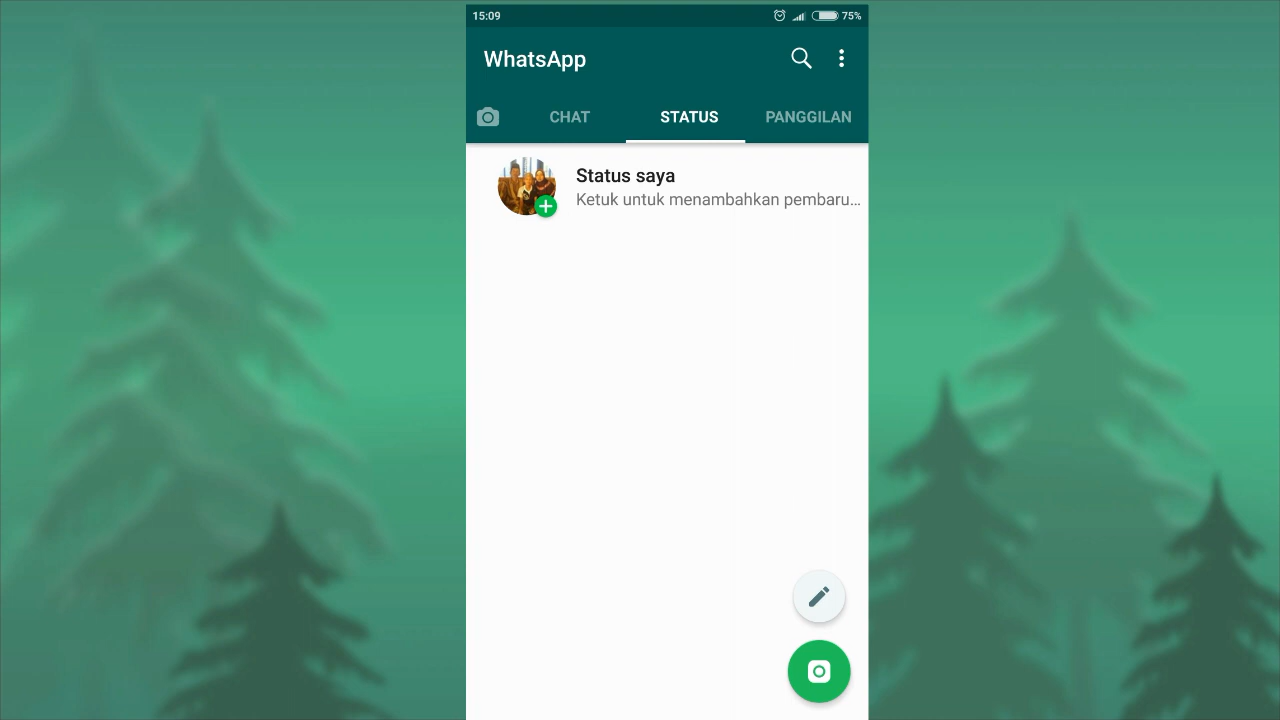 15:09
75%
WhatsApp
CHAT
STATUS
PANGGILAN
Status saya
Ketuk untuk menambahkan pembaru...